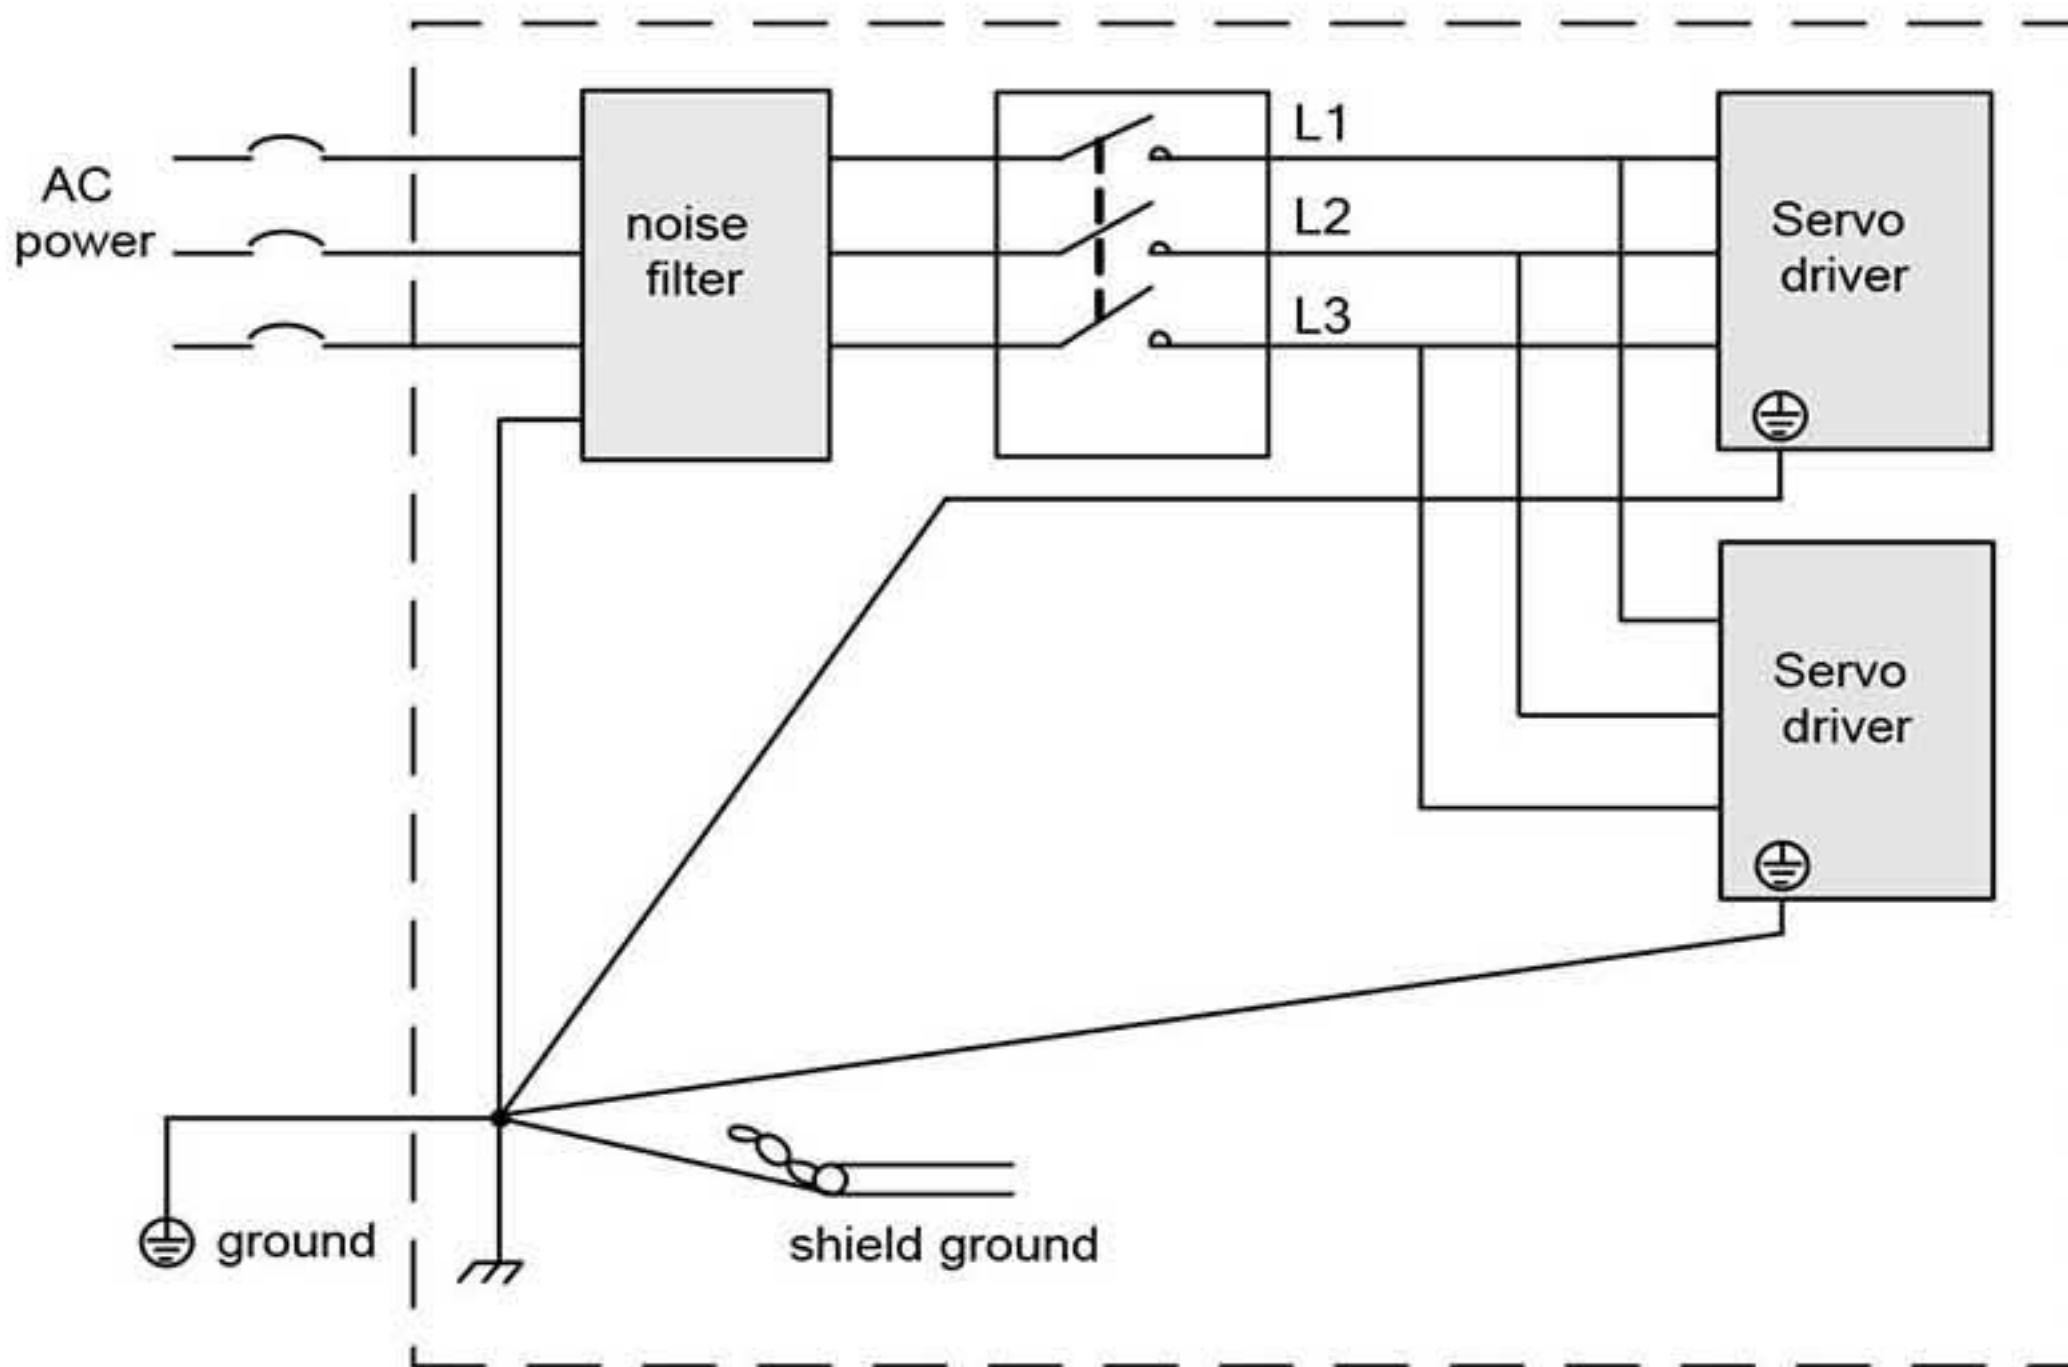 AC
power
noise
filter
L1
L2
L3
Servo
driver
Servo
driver
ground
shield ground